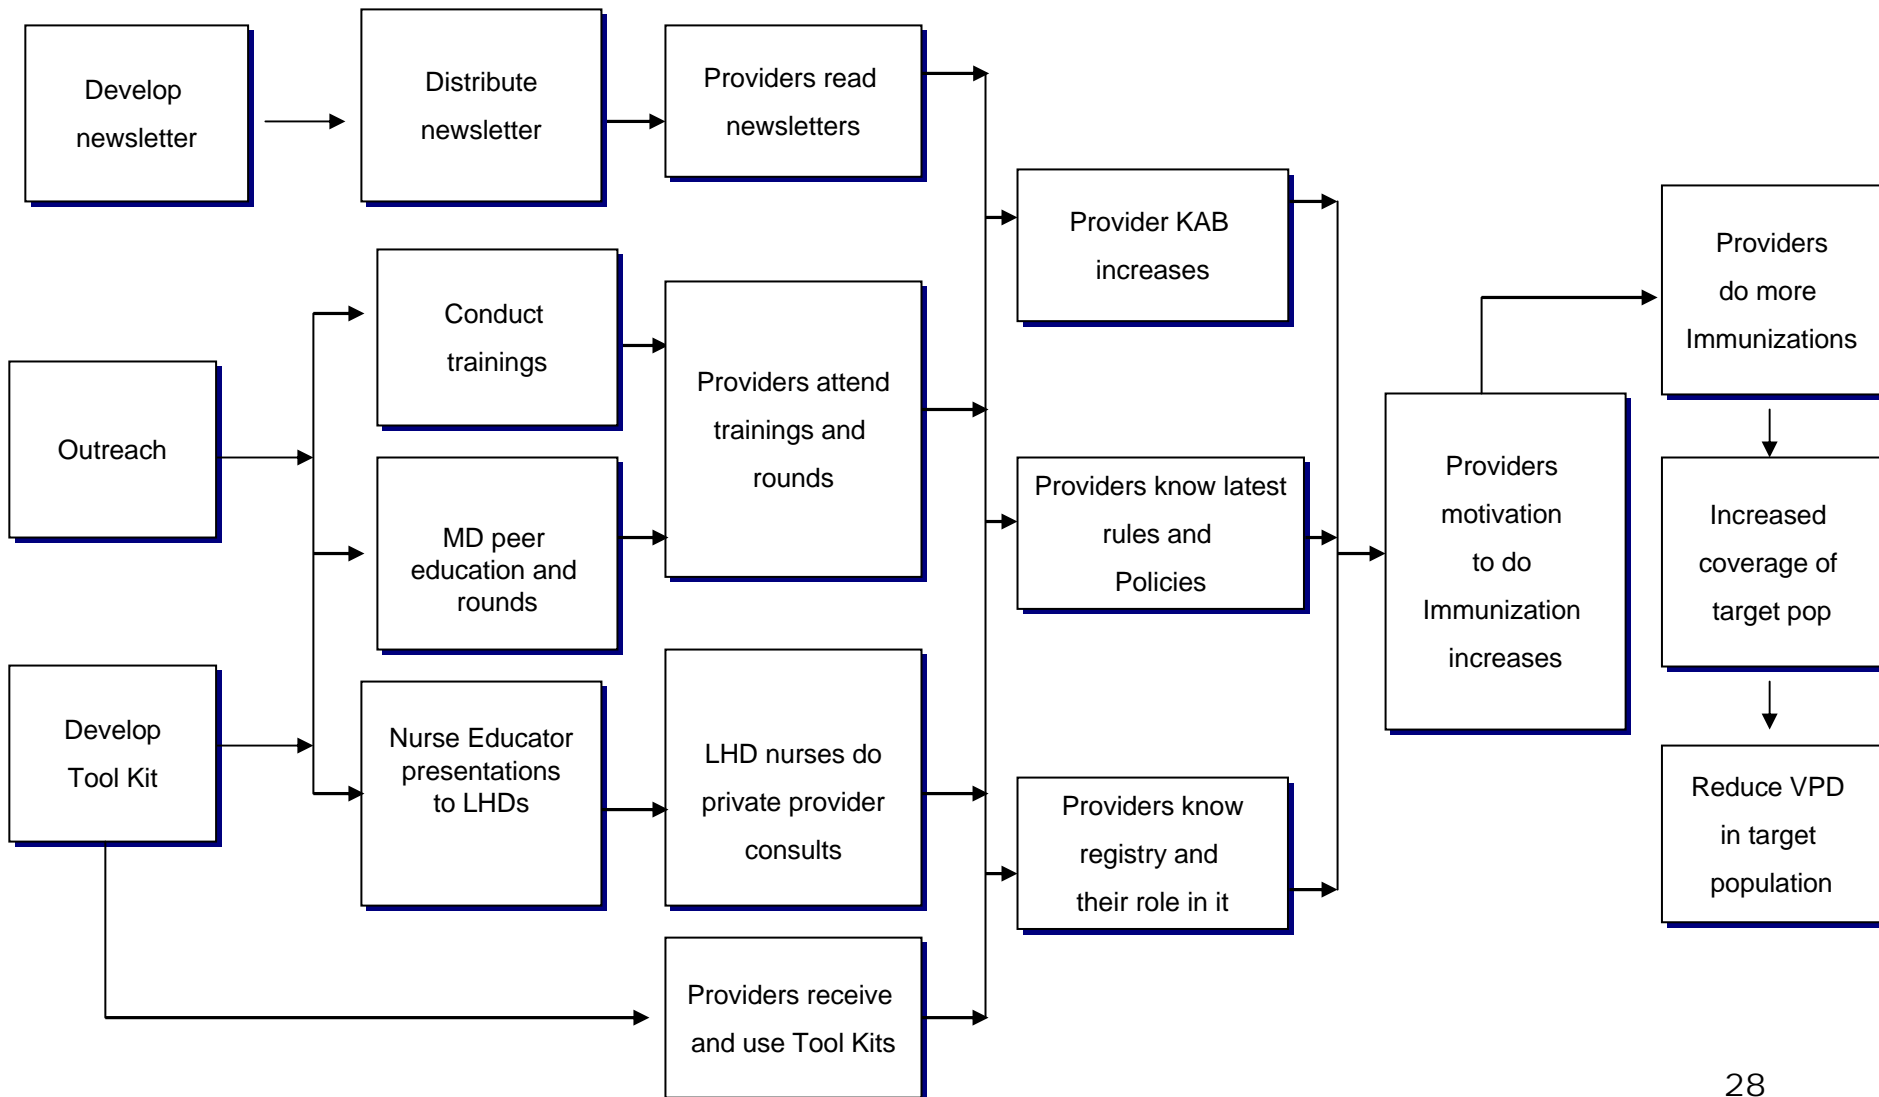 Develop
newsletter
Distribute
newsletter
Providers read
newsletters
Outreach
Conduct
trainings
MD peer
education and
rounds
Providers attend
trainings and
rounds
Develop
Tool Kit
Nurse Educator
presentations
to LHDs
LHD nurses do
private provider
consults
Providers receive
and use Tool Kits
Provider KAB
increases
Providers know latest
rules and
Policies
Providers know
registry and
their role in it
Providers
motivation
to do
Immunization
increases
Providers
do more
Immunizations
Increased
coverage of
target pop
Reduce VPD
in target
population
28